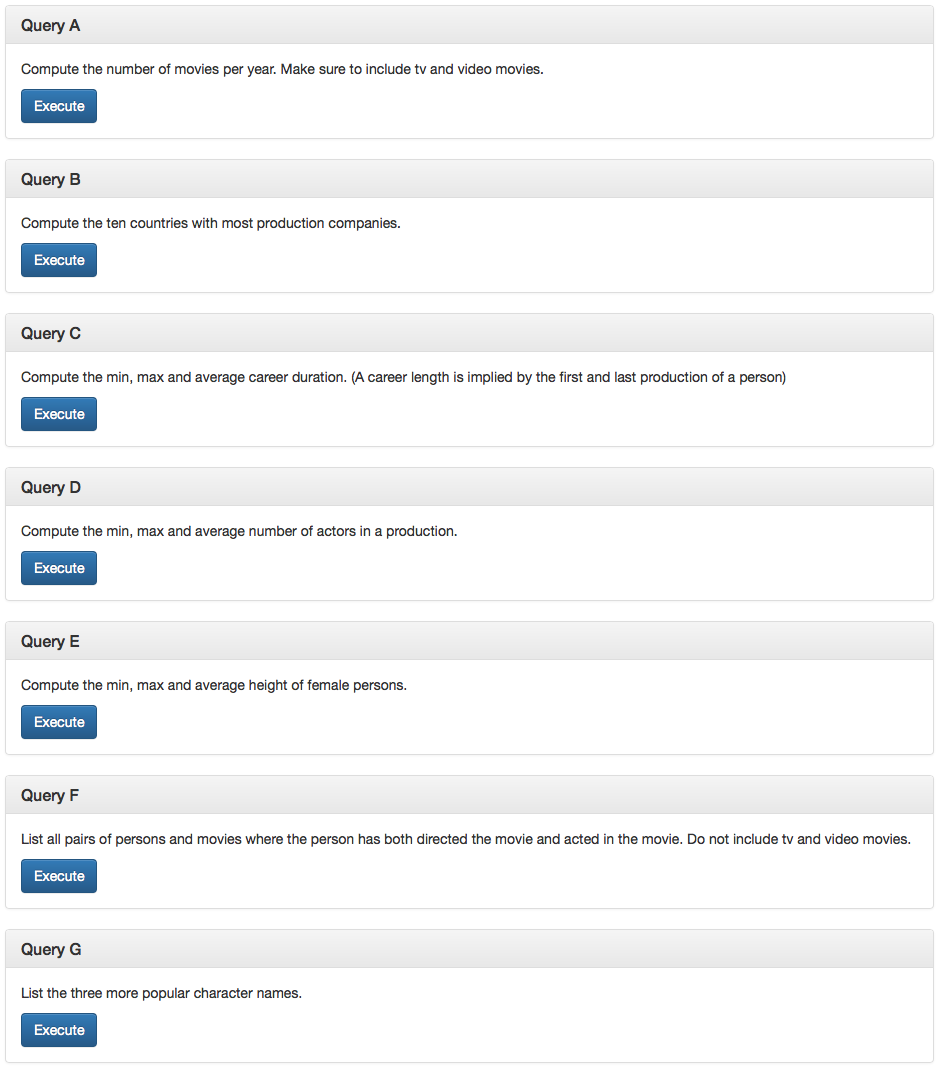 Query A
Compute the number of movies per year. Make sure to include tv and video movies.
Execute
Query B
Compute the ten countries with most production companies.
Execute
Query C
Compute the min, max and average career duration. (A career length is implied by the first and last production of a person)
Execute
Query D
Compute the min, max and average number of actors in a production.
Execute
Query E
Compute the min, max and average height of female persons.
Execute
Query F
List all pairs of persons and movies where the person has both directed the movie and acted in the movie. Do not include tv and video movies.
Execute
Query G
List the three more popular character names.
Execute